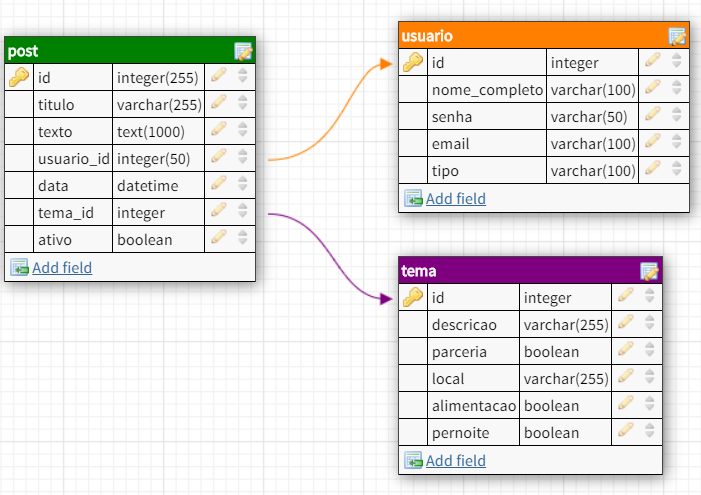 post
id integer(255)
titulo varchar(255)
texto text(1000)
usuario_id integer(50)
data datetime
tema_id integer
ativo boolean
Add field
usuario
id integer
nome_completo varchar(100)
senha varchar(50)
email varchar(100)
tipo varchar(100)
Add field
tema
id integer
descricao varchar(255)
parceria boolean
local varchar(255)
alimentacao boolean
pernoite boolean
Add field